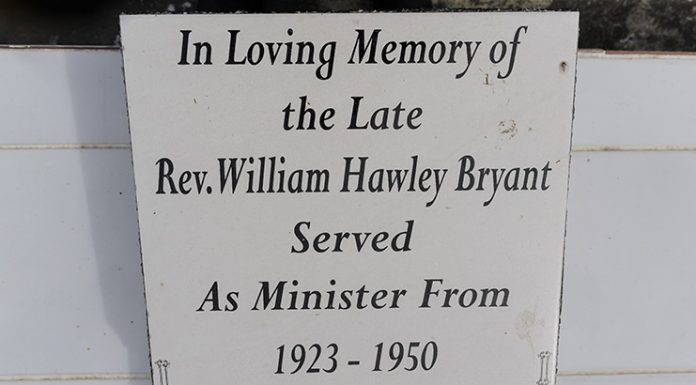 In Loving Memory of
the Late
Rev. William Hawley Bryant
Served
As Minister From
1923 - 1950